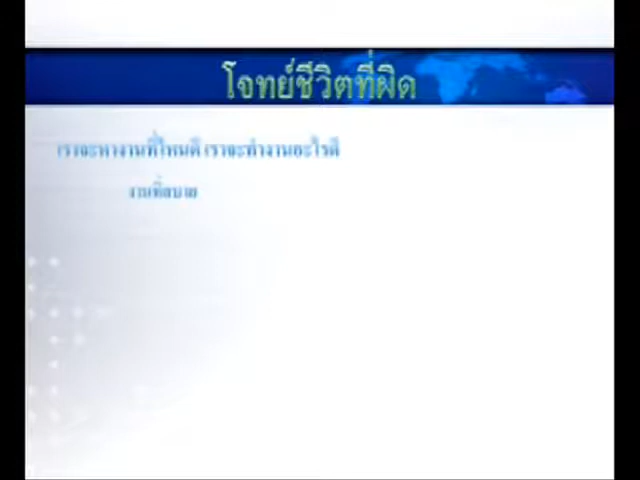 โจทย์ชีวิตที่ผิด
เราจะหางานที่ไหนดี เราจะทำงานอะไรดี
งานที่สบาย